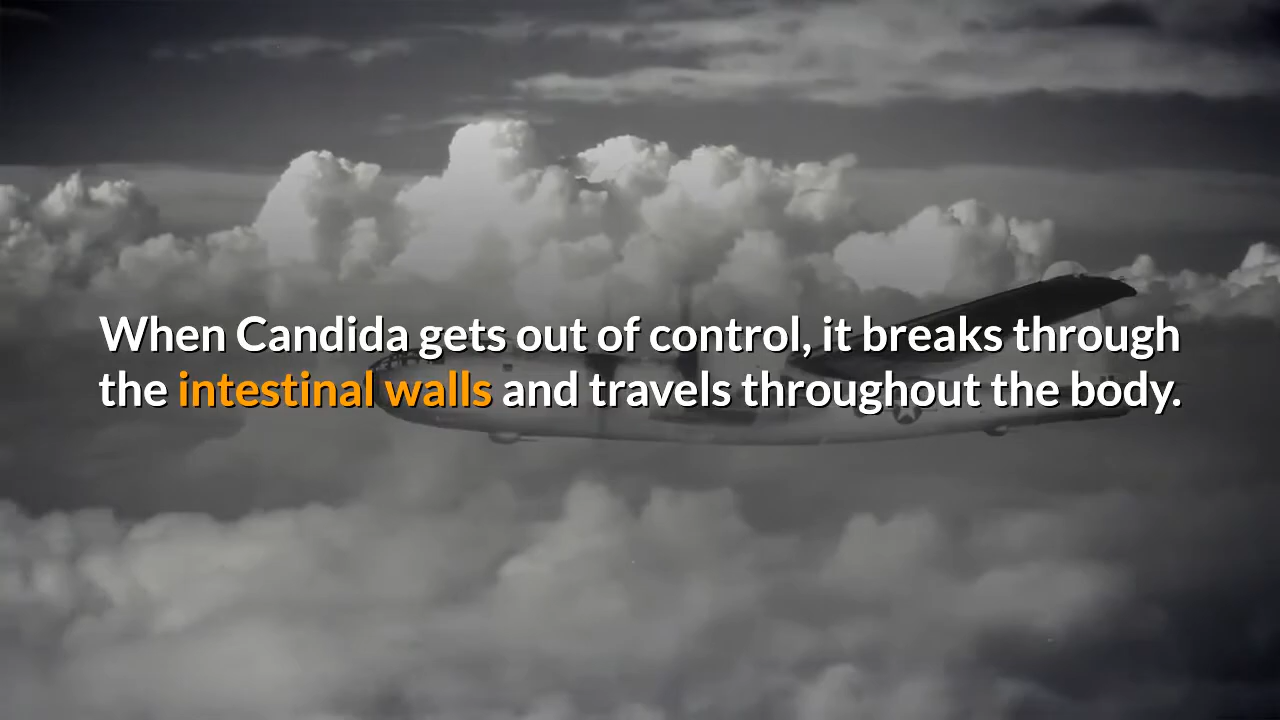 When Candida gets out of control, it breaks through
the intestinal walls and travels throughout the body.